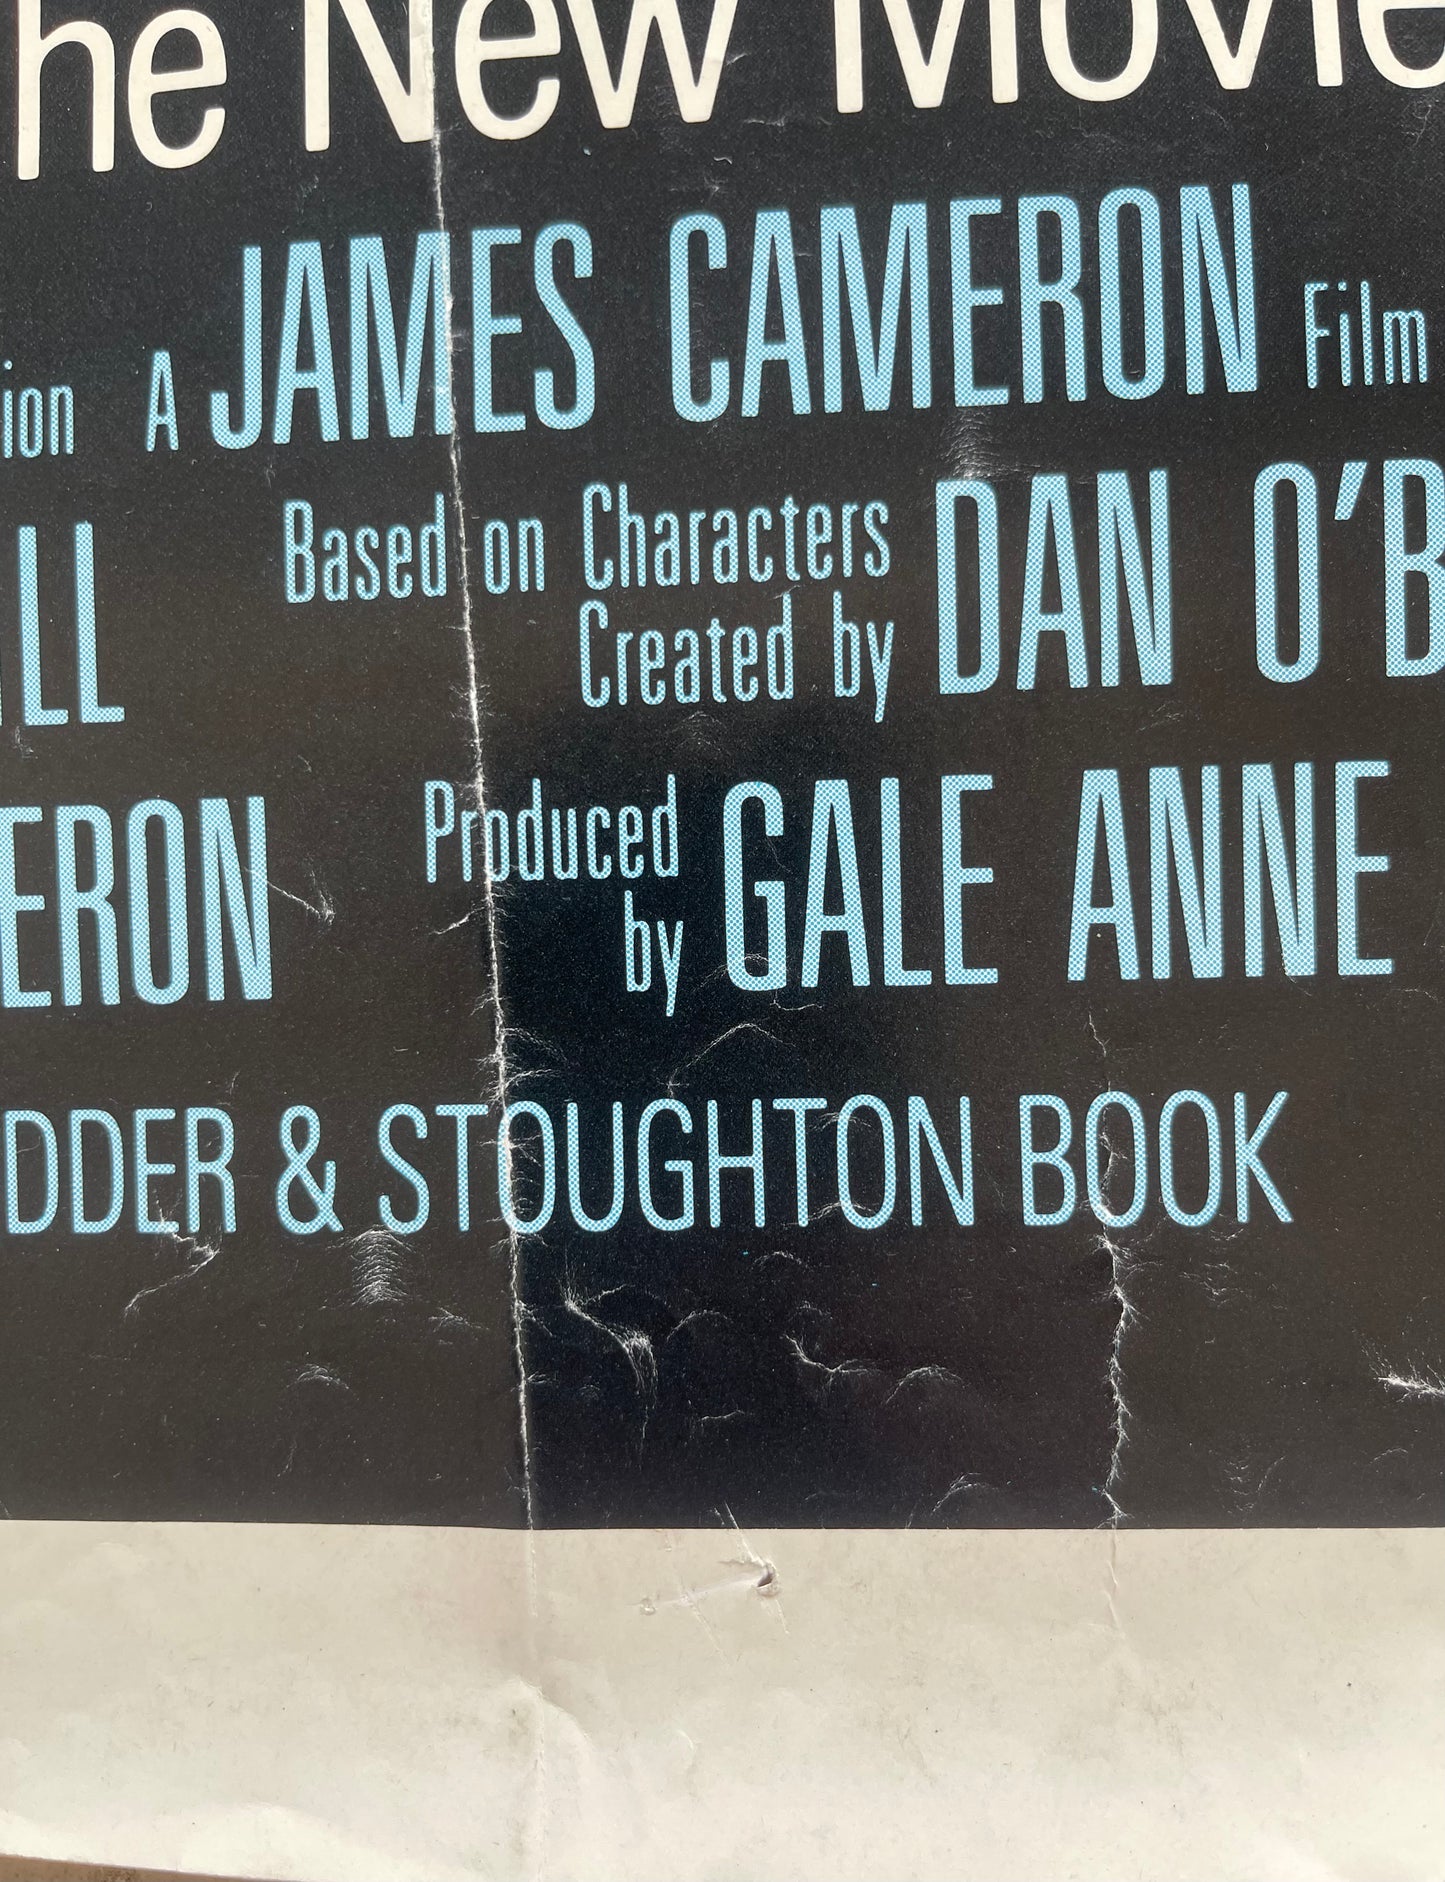 he New Movie
ion A JAMES CAMERON Film
ILL Based on Characters Created by DAN O'B
ERON Produced by GALE ANNE
DDER & STOUGHTON BOOK